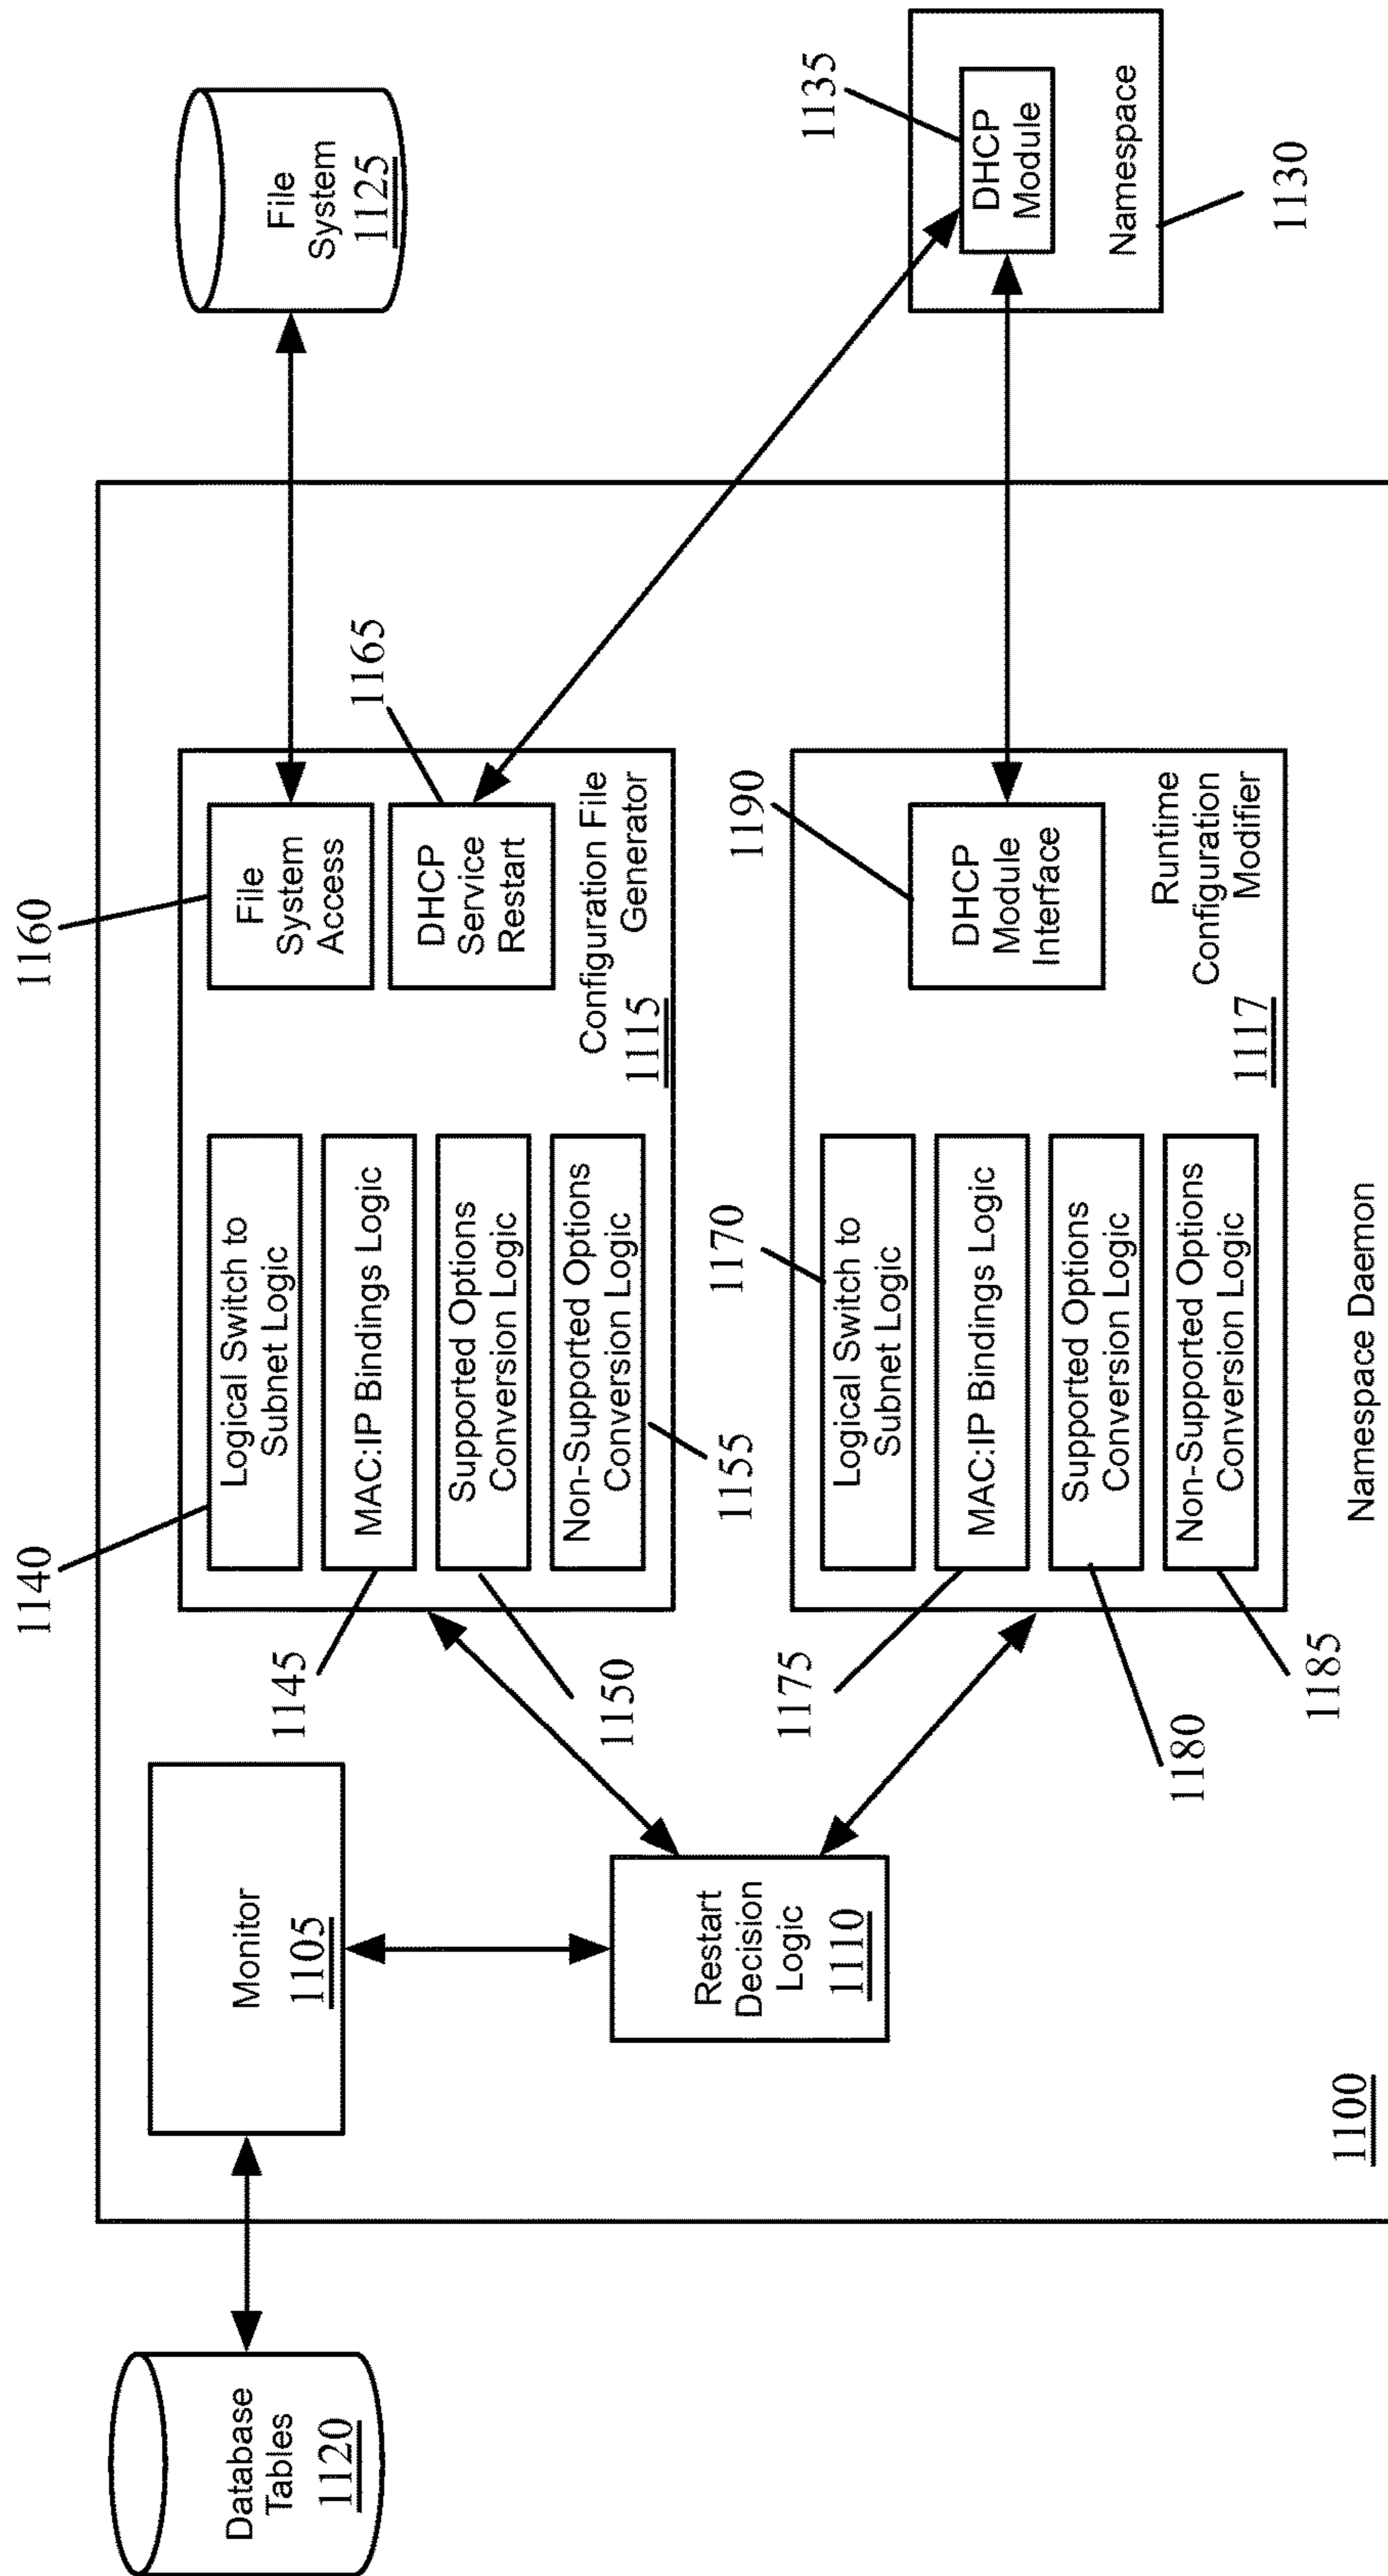 Database
Tables
1120
Monitor
1105
Restart
Decision
Logic
1110
1140
Logical Switch to
Subnet Logic
1145
MAC:IP Bindings Logic
1150
Supported Options
Conversion Logic
Non-Supported Options
Conversion Logic
1155
1160
File
System
Access
1165
DHCP
Service
Restart
Configuration File
Generator
1115
1170
Logical Switch to
Subnet Logic
1175
MAC:IP Bindings Logic
1180
Supported Options
Conversion Logic
1185
Non-Supported Options
Conversion Logic
1190
DHCP
Module
Interface
Runtime
Configuration
Modifier
1117
Namespace Daemon
1100
File
System
1125
1135
DHCP
Module
Namespace
1130